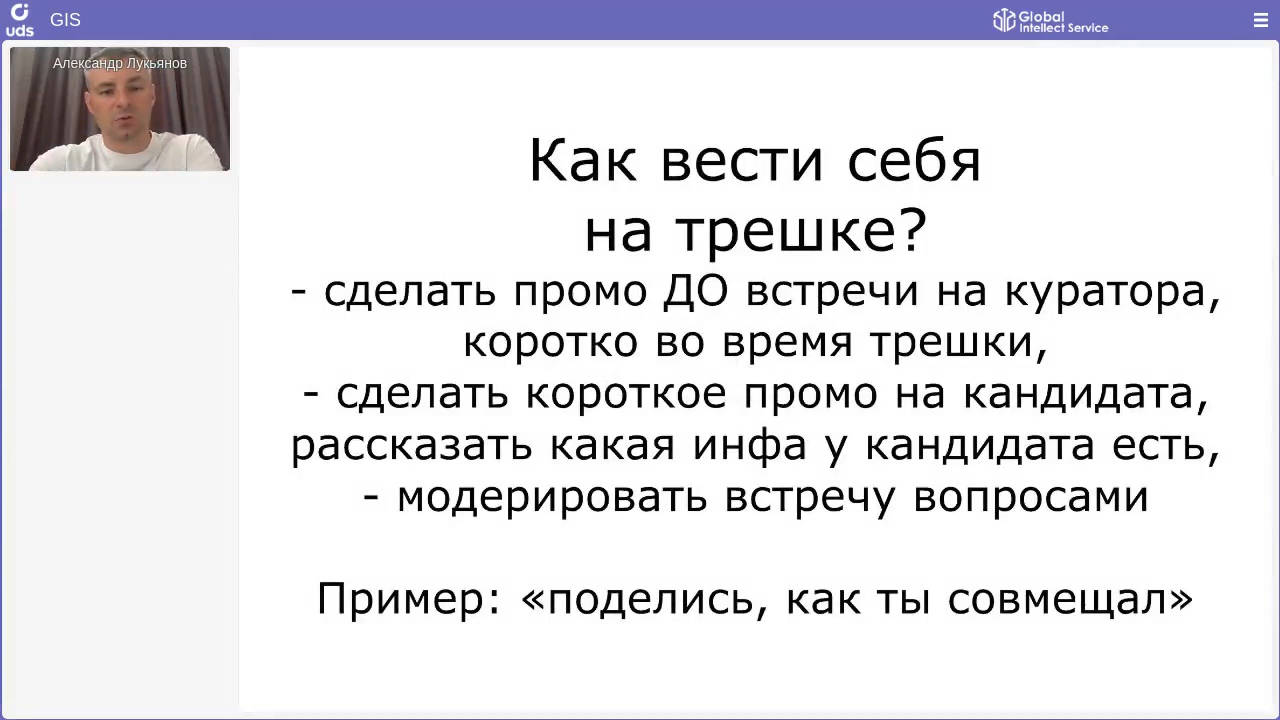 uds
GIS
Global
Intellect Service
Александр Лукьянов
Как вести себя
на трешке?
- сделать промо ДО встречи на куратора,
коротко во время трешки,
- сделать короткое промо на кандидата,
рассказать какая инфа у кандидата есть,
- модерировать встречу вопросами
Пример: «поделись, как ты совмещал»